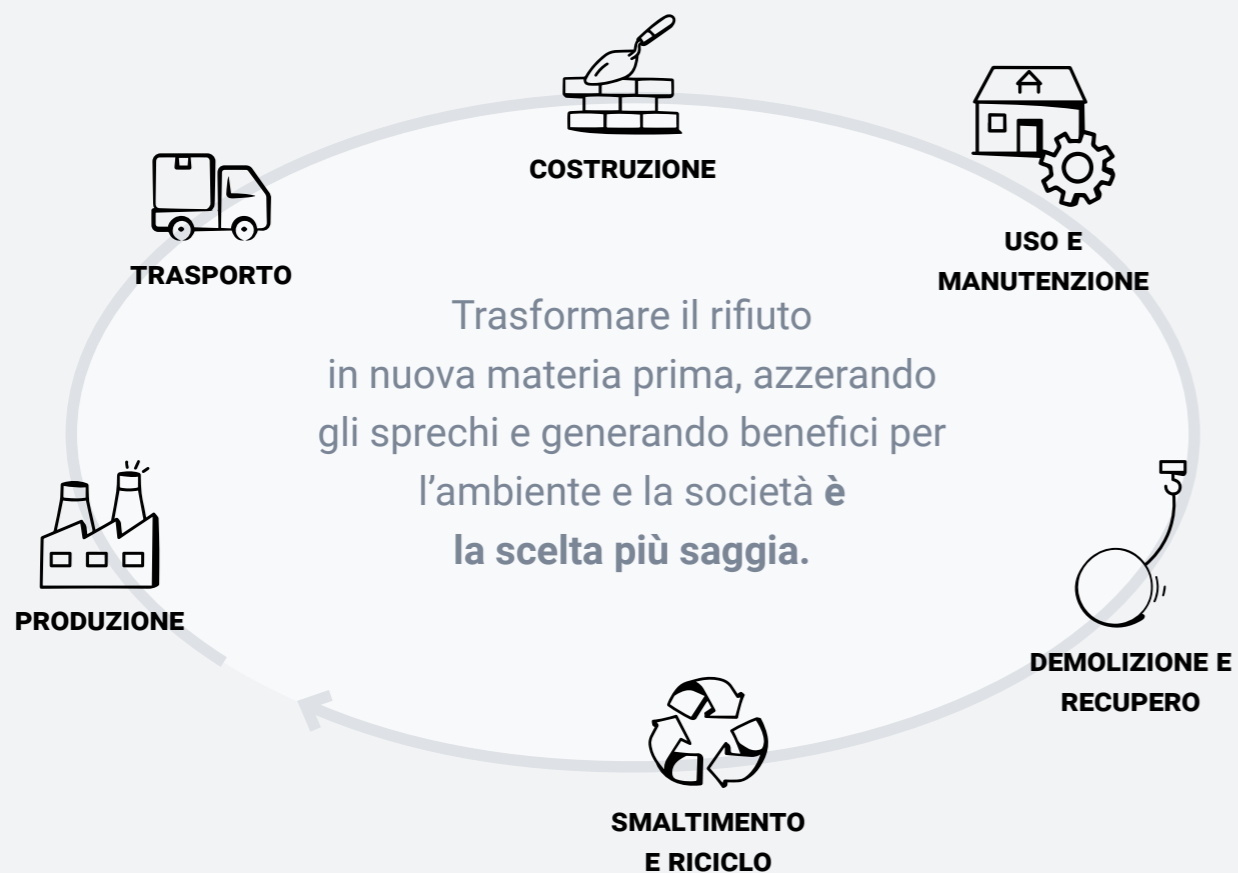 COSTRUZIONE
TRASPORTO
USO E
MANUTENZIONE
Trasformare il rifiuto
in nuova materia prima, azzerando
gli sprechi e generando benefici per
l’ambiente e la società è
la scelta più saggia.
PRODUZIONE
DEMOLIZIONE E
RECUPERO
SMALTIMENTO
E RICICLO